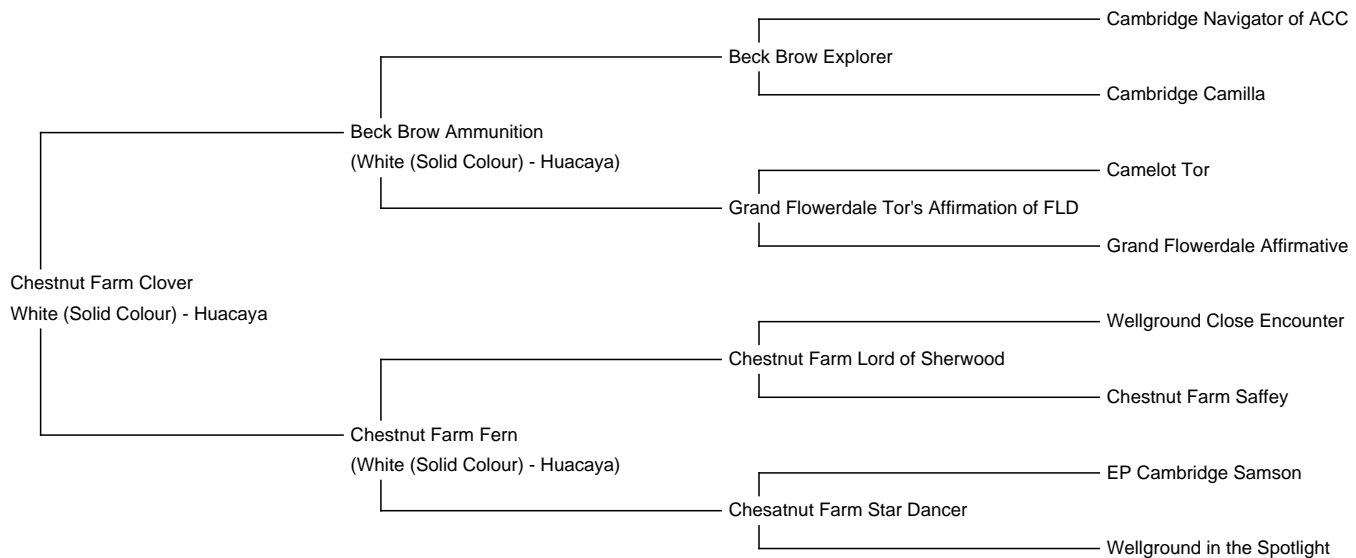 Cambridge Navigator of ACC
Beck Brow Explorer
Cambridge Camilla
Beck Brow Ammunition
(White (Solid Colour) - Huacaya)
Camelot Tor
Grand Flowerdale Tor's Affirmation of FLD
Grand Flowerdale Affirmative
Chestnut Farm Clover
White (Solid Colour) - Huacaya
Wellground Close Encounter
Chestnut Farm Lord of Sherwood
Chestnut Farm Saffey
Chestnut Farm Fern
(White (Solid Colour) - Huacaya)
EP Cambridge Samson
Chesatnut Farm Star Dancer
Wellground in the Spotlight